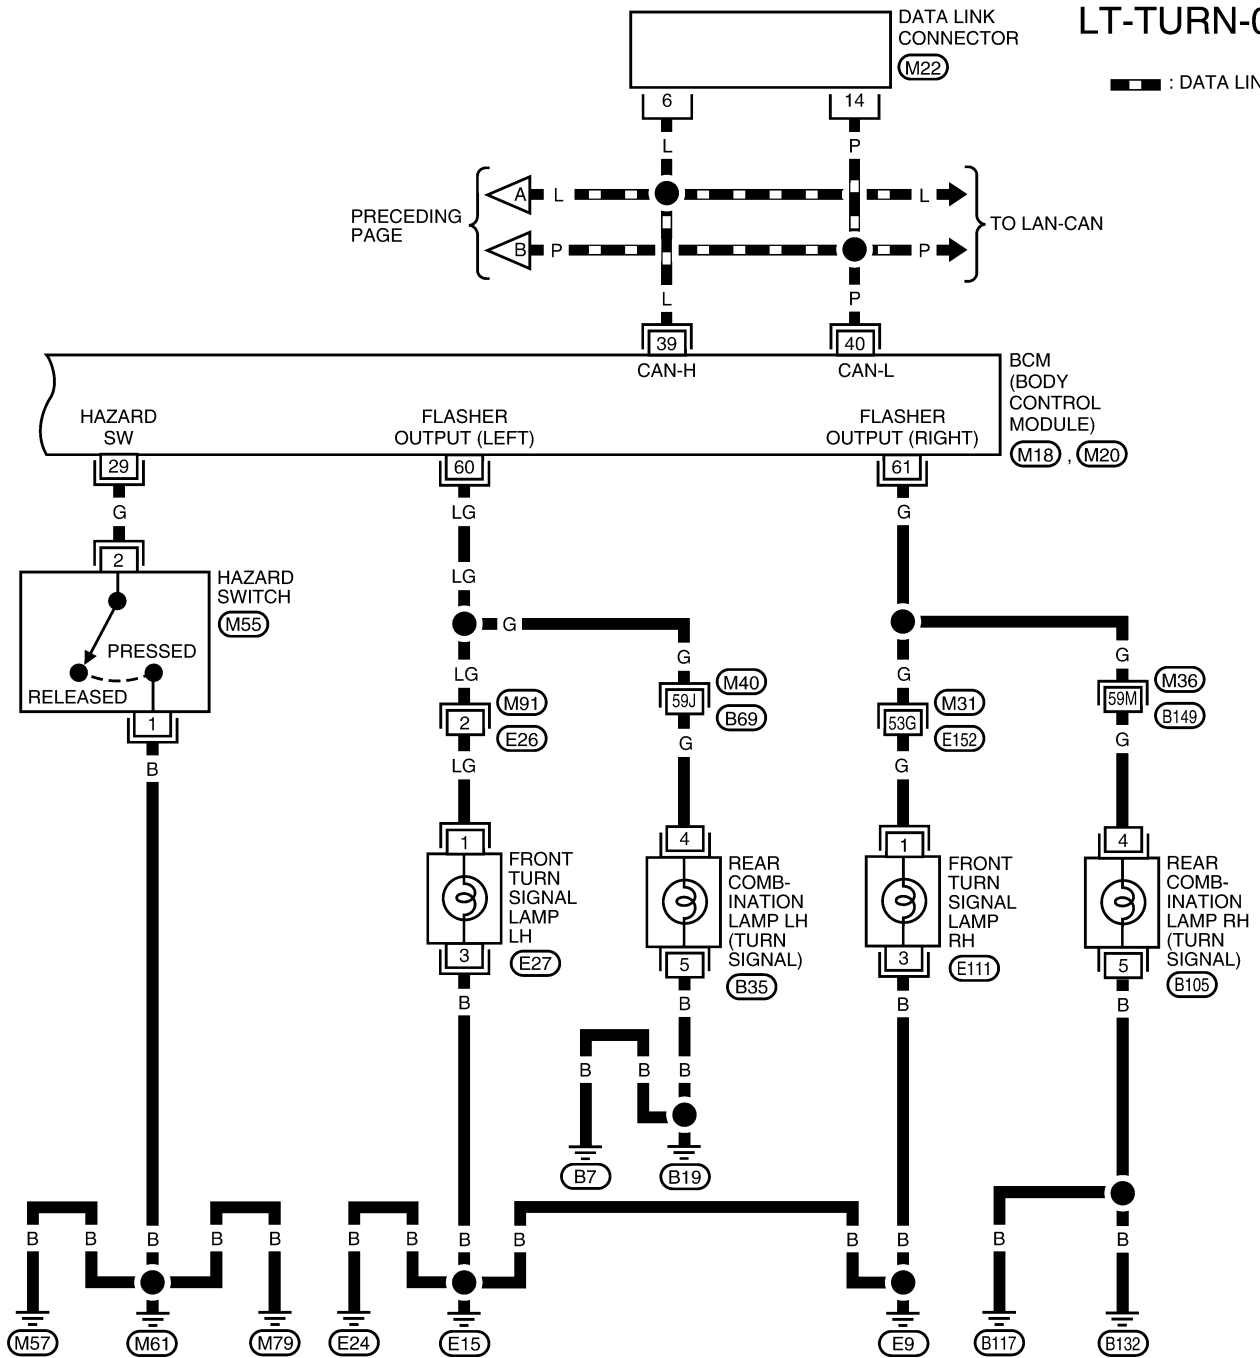 LT-TURN-0
DATA LINK
CONNECTOR
M22
: DATA LIN
6
14
L
P
A
L
L
PRECEDING
PAGE
TO LAN-CAN
B
P
P
L
P
39
40
CAN-H
CAN-L
BCM
(BODY
CONTROL
MODULE)
M18 , M20
HAZARD
SW
FLASHER
OUTPUT (LEFT)
FLASHER
OUTPUT (RIGHT)
29
60
61
G
LG
G
2
LG
HAZARD
SWITCH
M55
PRESSED
RELEASED
1
B
G
LG
G
G
G
M91
2
E26
M40
59J
B69
M31
53G
E152
M36
59M
B149
LG
G
G
G
1
4
1
4
FRONT
TURN
SIGNAL
LAMP
LH
E27
REAR
COMB-
INATION
LAMP LH
(TURN
SIGNAL)
B35
FRONT
TURN
SIGNAL
LAMP
RH
E111
REAR
COMB-
INATION
LAMP RH
(TURN
SIGNAL)
B105
3
5
3
5
B
B
B
B
B
B
B
B7
B19
B
B
B
B
B
B
B
B
B
B
B
B
B
M57
M61
M79
E24
E15
E9
B117
B132